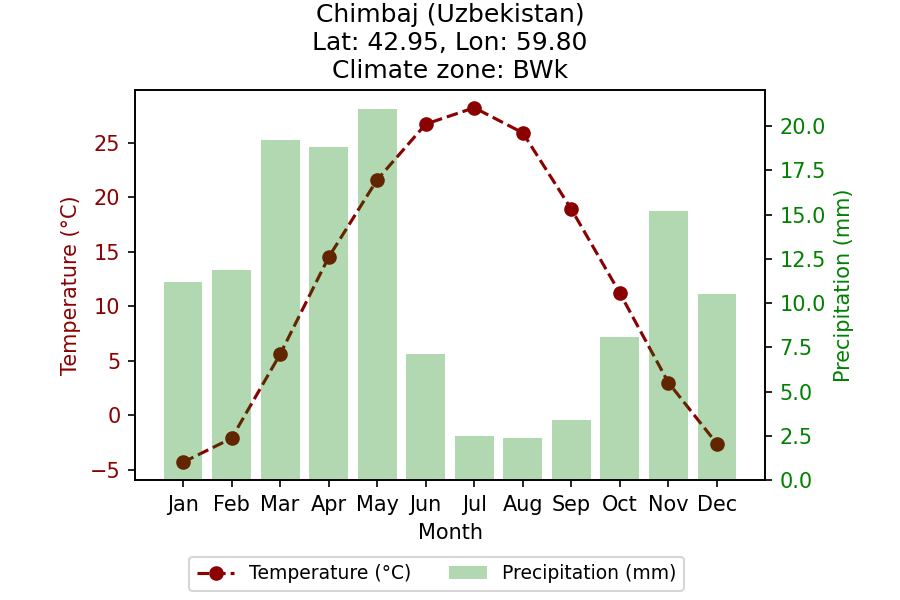 Chimbaj (Uzbekistan)
Lat: 42.95, Lon: 59.80
Climate zone: BWk
25
20
15
10
5
0
−5
Temperature (°C)
20.0
17.5
15.0
12.5
10.0
7.5
5.0
2.5
0.0
Precipitation (mm)
Jan Feb Mar Apr May Jun Jul Aug Sep Oct Nov Dec
Month
Temperature (°C) Precipitation (mm)